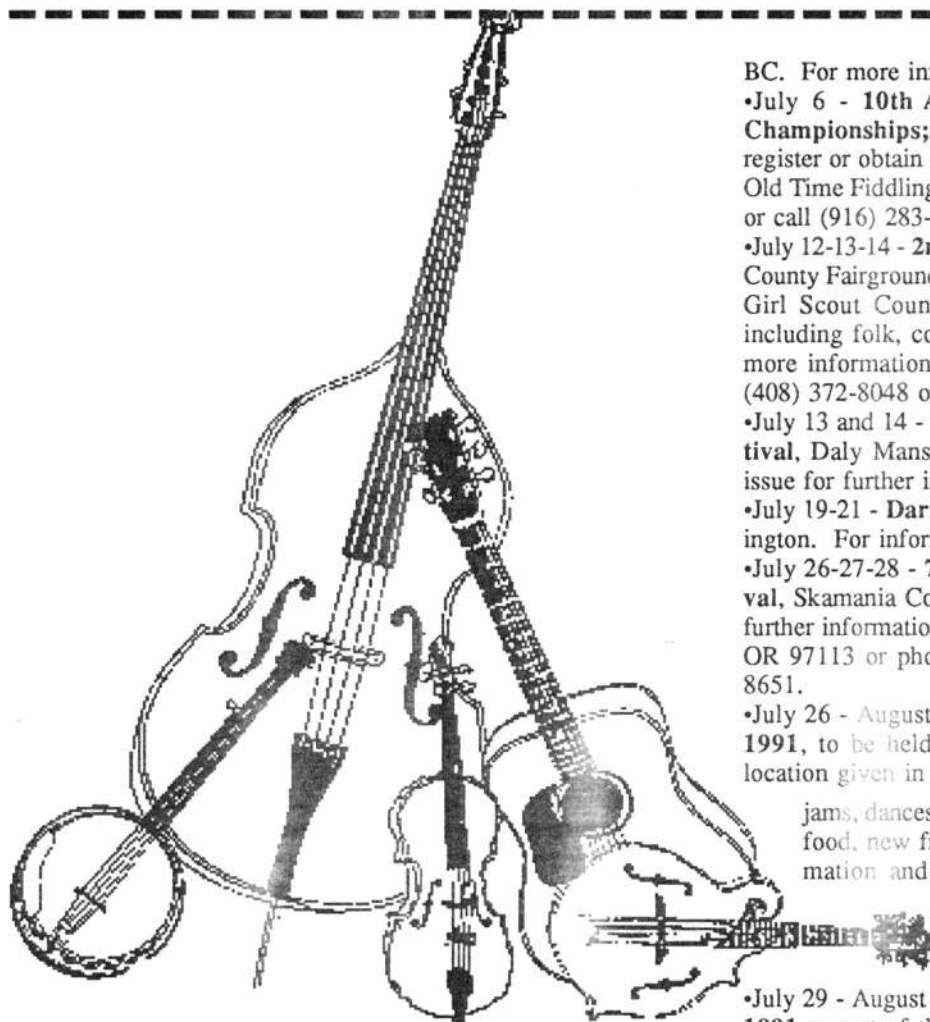 BC. For more in
•July 6 - 10th A
Championships;
register or obtain
Old Time Fiddling
or call (916) 283-
•July 12-13-14 - 2n
County Fairground
Girl Scout Coun
including folk, co
more information
(408) 372-8048 o
•July 13 and 14 -
tival, Daly Mans
issue for further i
•July 19-21 - Dar
ington. For infor
•July 26-27-28 - 7
val, Skamania Co
further information
OR 97113 or pho
8651.
•July 26 - August
1991, to be held
location given in
jams, dances
food, new fr
mation and
•July 29 - August